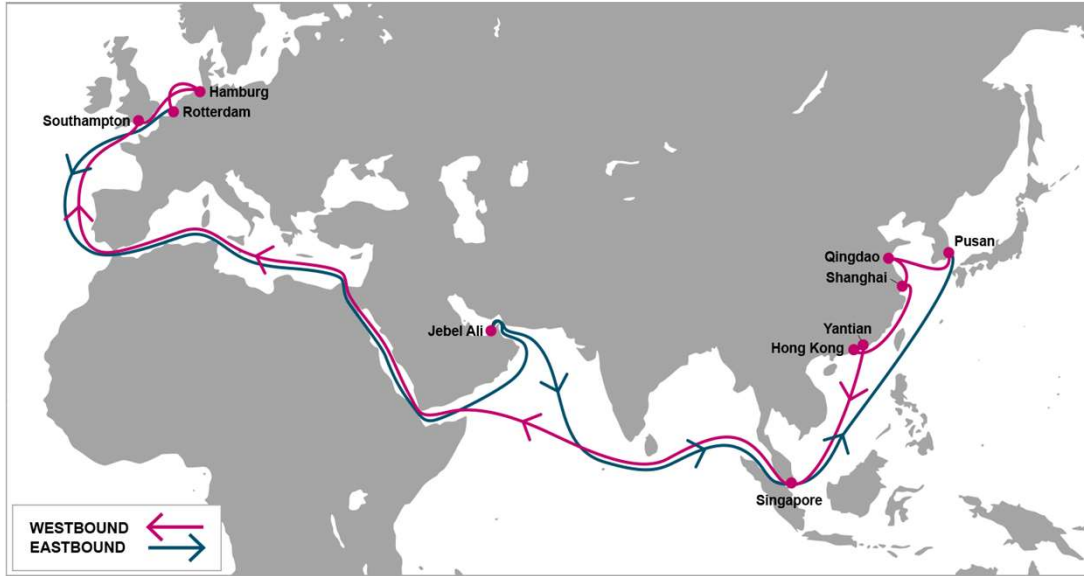 Hamburg
Rotterdam
Southampton
Pusan
Qingdao
Shanghai
Jebel Ali
Yantian
Hong Kong
Singapore
WESTBOUND
EASTBOUND